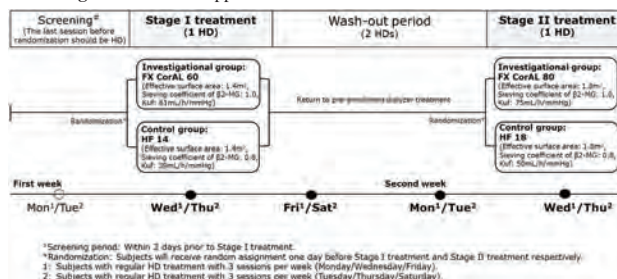 Screening#
(The last session before
randomization should be HD)
Stage I treatment
(1 HD)
Wash-out period
(2 HDs)
Stage II treatment
(1 HD)
Investigational group:
FX CorAL 60
(Effective surface area: 1.4m²,
Sieving coefficient of β2-MG: 1.0,
Kuf: 61mL/h/mmHg)
Investigational group:
FX CorAL 80
(Effective surface area: 1.8m²,
Sieving coefficient of β2-MG: 1.0,
Kuf: 75mL/h/mmHg)
Randomization*
Return to pre-enrollment dialyzer treatment
Randomization*
Control group:
HF 14
(Effective surface area: 1.4m²,
Sieving coefficient of β2-MG: 0.8,
Kuf: mL/h/mmHg)
Control group:
HF 18
(Effective surface area: 1.8m²,
Sieving coefficient of β2-MG: 0.8,
Kuf: 50mL/h/mmHg)
First week
Second week
Mon¹/Tue²
Wed¹/Thu²
Fri¹/Sat²
Mon¹/Tue²
Wed¹/Thu²
#Screening period: Within 2 days prior to Stage I treatment.
*Randomization: Subjects will receive random assignment one day before Stage I treatment and Stage II treatment respectively.
1: Subjects with regular HD treatment with 3 sessions per week (Monday/Wednesday/Friday).
2: Subjects with regular HD treatment with 3 sessions per week (Tuesday/Thursday/Saturday).